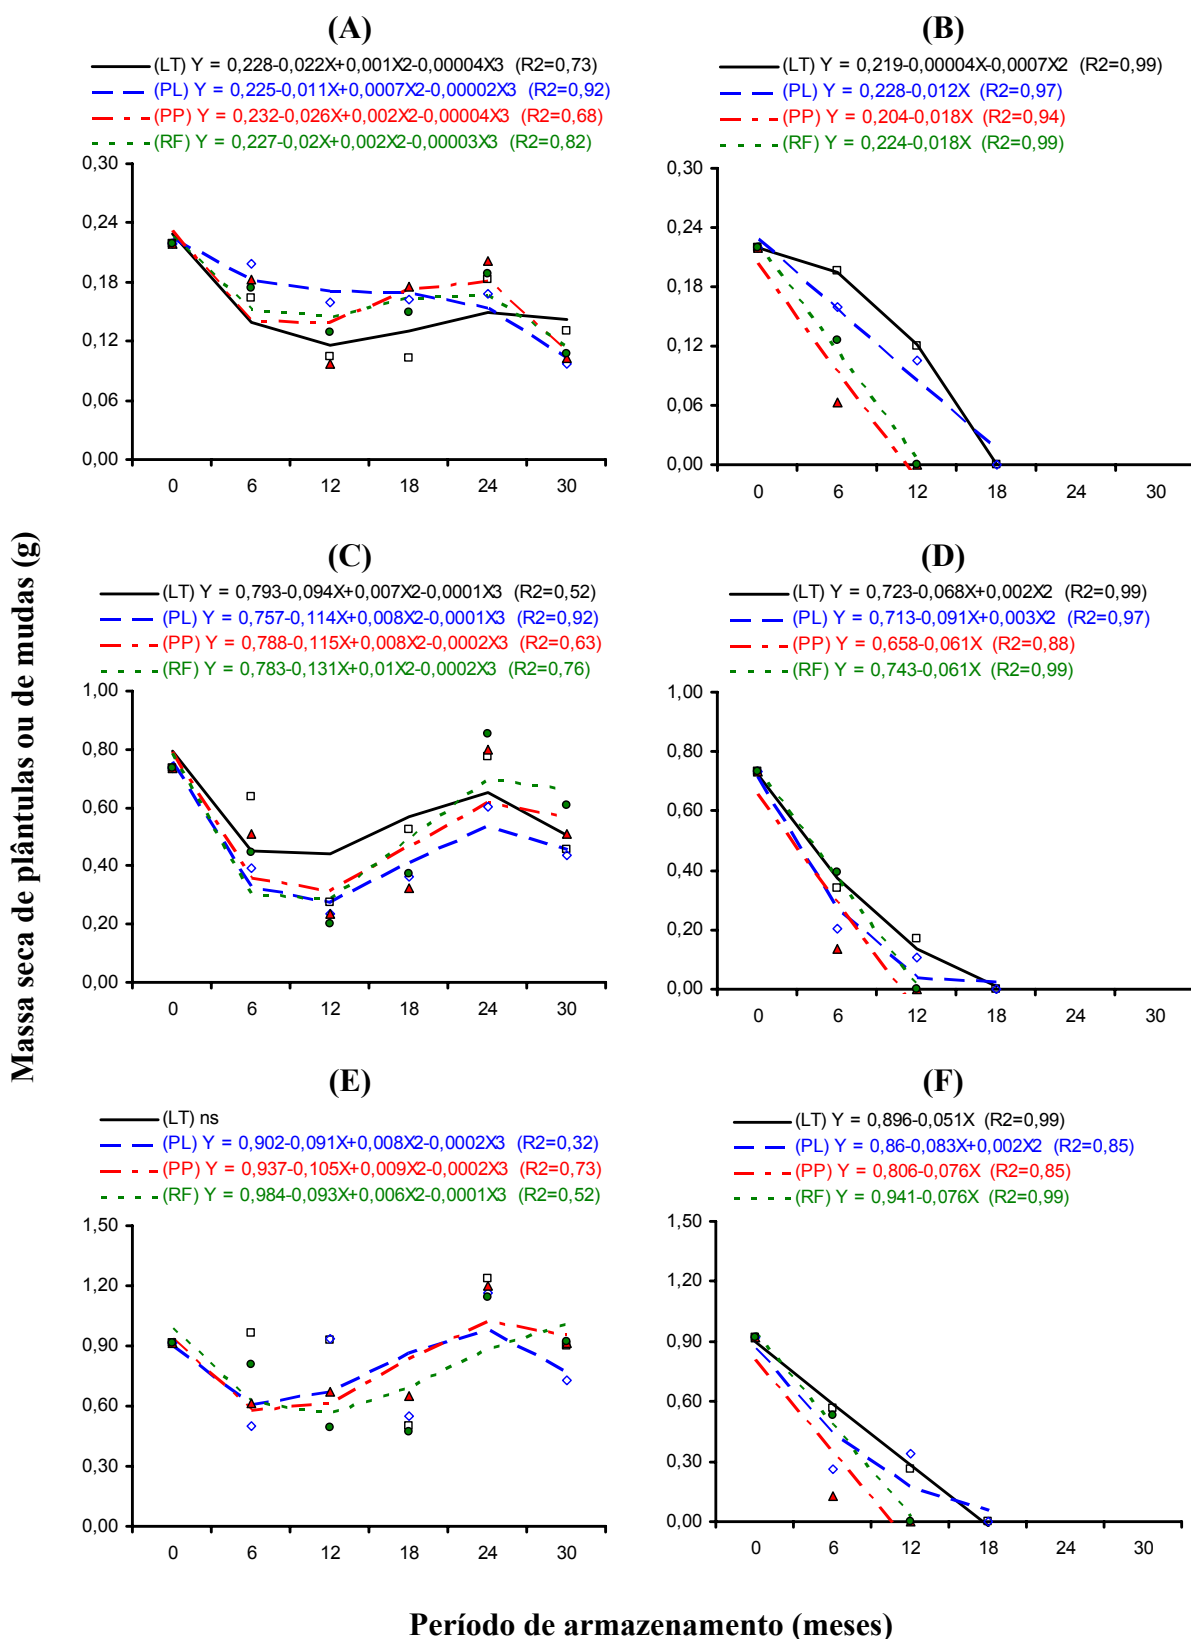 (A)
(LT) Y = 0,228-0,022X+0,001X2-0,00004X3 (R2=0,73)
(PL) Y = 0,225-0,011X+0,0007X2-0,00002X3 (R2=0,92)
(PP) Y = 0,232-0,026X+0,002X2-0,00004X3 (R2=0,68)
(RF) Y = 0,227-0,02X+0,002X2-0,00003X3 (R2=0,82)
0,30
0,24
0,18
0,12
0,06
0,00
0 6 12 18 24 30
(B)
(LT) Y = 0,219-0,00004X-0,0007X2 (R2=0,99)
(PL) Y = 0,228-0,012X (R2=0,97)
(PP) Y = 0,204-0,018X (R2=0,94)
(RF) Y = 0,224-0,018X (R2=0,99)
0,30
0,24
0,18
0,12
0,06
0,00
0 6 12 18 24 30
Massa seca de plântulas ou de mudas (g)
(C)
(LT) Y = 0,793-0,094X+0,007X2-0,0001X3 (R2=0,52)
(PL) Y = 0,757-0,114X+0,008X2-0,0001X3 (R2=0,92)
(PP) Y = 0,788-0,115X+0,008X2-0,0002X3 (R2=0,63)
(RF) Y = 0,783-0,131X+0,01X2-0,0002X3 (R2=0,76)
1,00
0,80
0,60
0,40
0,20
0,00
0 6 12 18 24 30
(D)
(LT) Y = 0,723-0,068X+0,002X2 (R2=0,99)
(PL) Y = 0,713-0,091X+0,003X2 (R2=0,97)
(PP) Y = 0,658-0,061X (R2=0,88)
(RF) Y = 0,743-0,061X (R2=0,99)
1,00
0,80
0,60
0,40
0,20
0,00
0 6 12 18 24 30
(E)
(LT) ns
(PL) Y = 0,902-0,091X+0,008X2-0,0002X3 (R2=0,32)
(PP) Y = 0,937-0,105X+0,009X2-0,0002X3 (R2=0,73)
(RF) Y = 0,984-0,093X+0,006X2-0,0001X3 (R2=0,52)
1,50
1,20
0,90
0,60
0,30
0,00
0 6 12 18 24 30
(F)
(LT) Y = 0,896-0,051X (R2=0,99)
(PL) Y = 0,86-0,083X+0,002X2 (R2=0,85)
(PP) Y = 0,806-0,076X (R2=0,85)
(RF) Y = 0,941-0,076X (R2=0,99)
1,50
1,20
0,90
0,60
0,30
0,00
0 6 12 18 24 30
Período de armazenamento (meses)